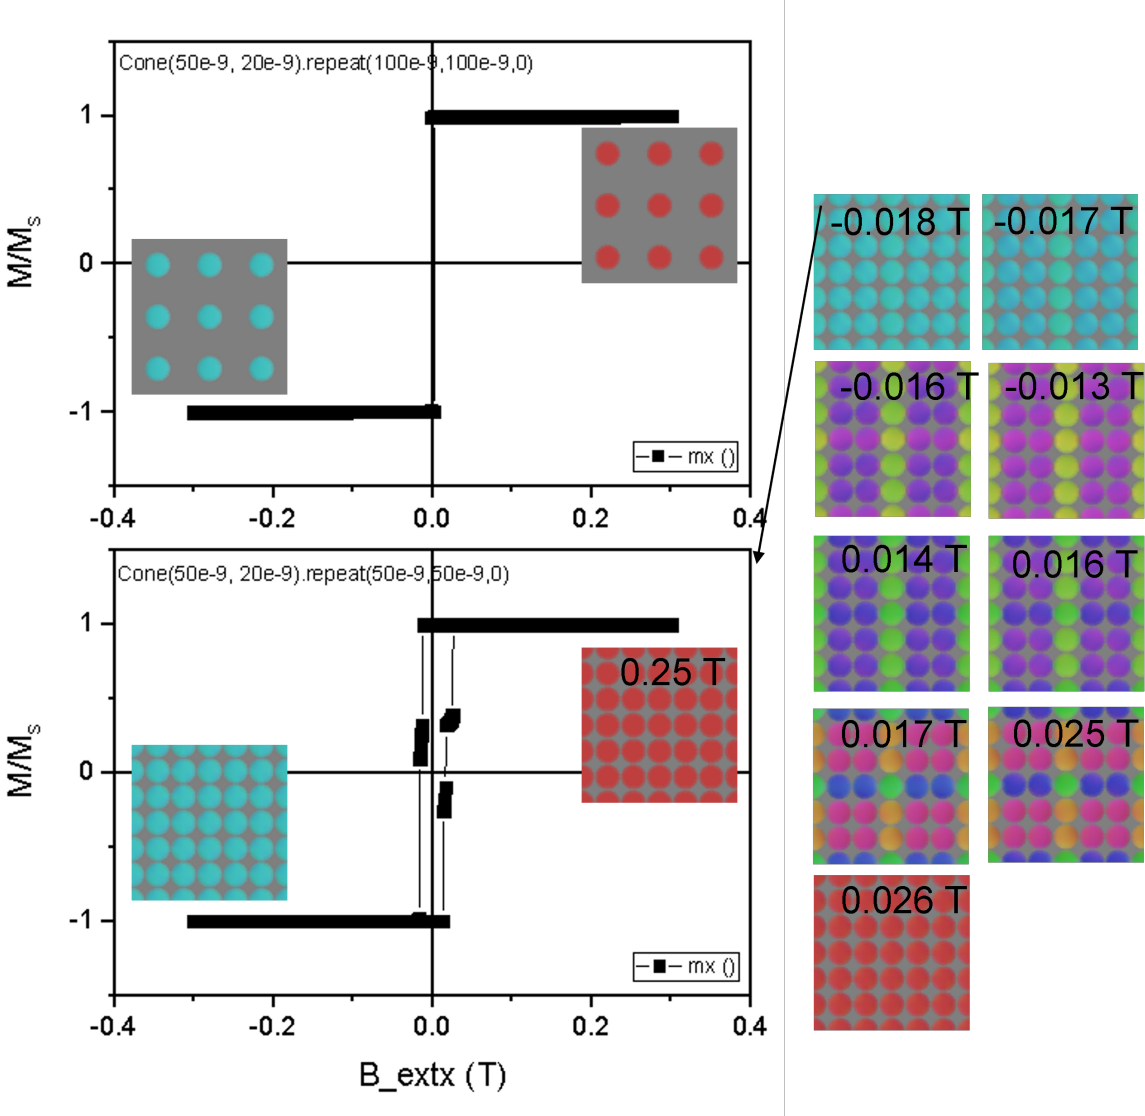 Cone(50e-9, 20e-9).repeat(100e-9,100e-9,0)
M/Ms
1
0
-1
mx ()
-0.4
-0.2
0.0
0.2
0.4
Cone(50e-9, 20e-9).repeat(50e-9,50e-9,0)
M/Ms
1
0
-1
0.25 T
mx ()
-0.4
-0.2
0.0
0.2
0.4
B_extx (T)
-0.018 T
-0.017 T
-0.016 T
-0.013 T
0.014 T
0.016 T
0.017 T
0.025 T
0.026 T